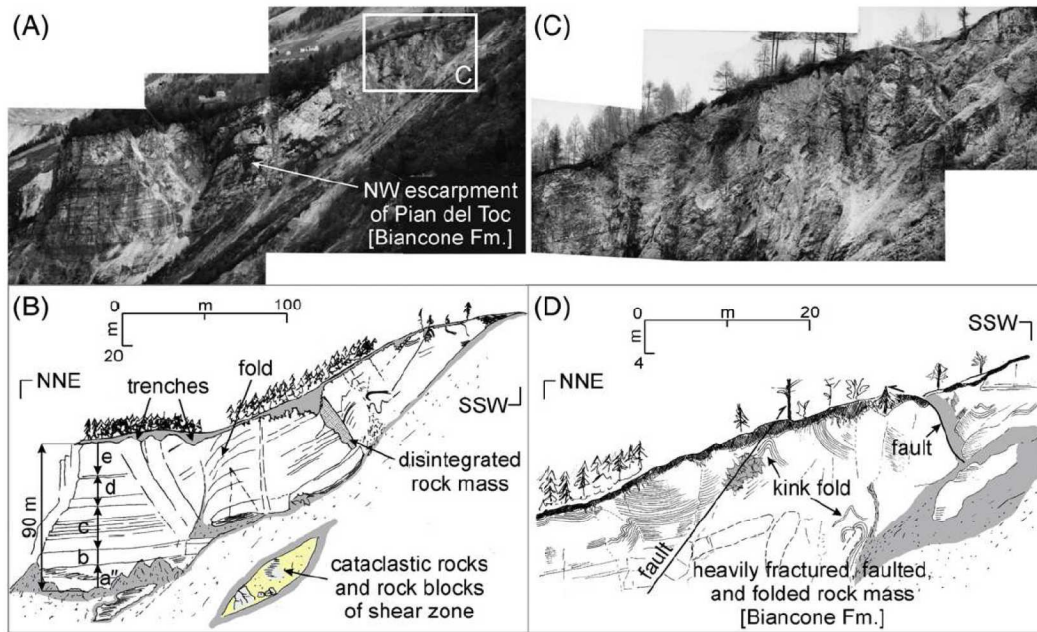 (A)
C
NW escarpment
of Pian del Toc
[Biancone Fm.]
(C)
(B)
0 m 100
m
20
NNE
trenches
fold
SSW
disintegrated
rock mass
90 m
e
d
c
b
a"
cataclastic rocks
and rock blocks
of shear zone
(D)
0 m 20
m
4
SSW
NNE
fault
kink fold
fault
heavily fractured, faulted,
and folded rock mass
[Biancone Fm.]